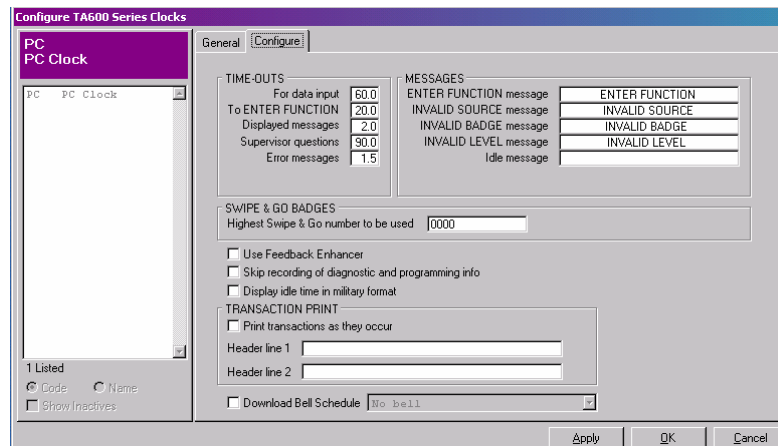 Configure TA600 Series Clocks
PC
PC Clock
PC PC Clock
1 Listed
Code Name
Show Inactives
General Configure
TIME-OUTS
For data input 60.0
To ENTER FUNCTION 20.0
Displayed messages 2.0
Supervisor questions 90.0
Error messages 1.5
MESSAGES
ENTER FUNCTION message ENTER FUNCTION
INVALID SOURCE message INVALID SOURCE
INVALID BADGE message INVALID BADGE
INVALID LEVEL message INVALID LEVEL
Idle message
SWIPE & GO BADGES
Highest Swipe & Go number to be used 0000
Use Feedback Enhancer
Skip recording of diagnostic and programming info
Display idle time in military format
TRANSACTION PRINT
Print transactions as they occur
Header line 1
Header line 2
Download Bell Schedule No bell
Apply OK Cancel